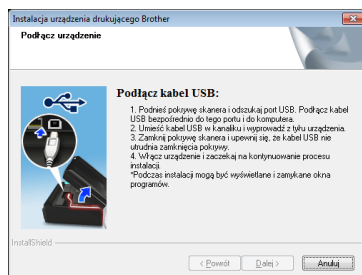 Instalacja urządzenia drukującego Brother
Podłącz urządzenie
Podłącz kabel USB:
1. Podnieś pokrywę skanera i odszukaj port USB. Podłącz kabel
USB bezpośrednio do tego portu i do komputera.
2. Umieść kabel USB w kanaliku i wyprowadź z tyłu urządzenia.
3. Zamknij pokrywę skanera i upewnij się, że kabel USB nie
utrudnia zamknięcia pokrywy.
4. Włącz urządzenie i zaczekaj na kontynuowanie procesu
instalacji.
*Podczas instalacji mogą być wyświetlane i zamykane okna
programów.
InstallShield
< Powrót
Dalej >
Anuluj